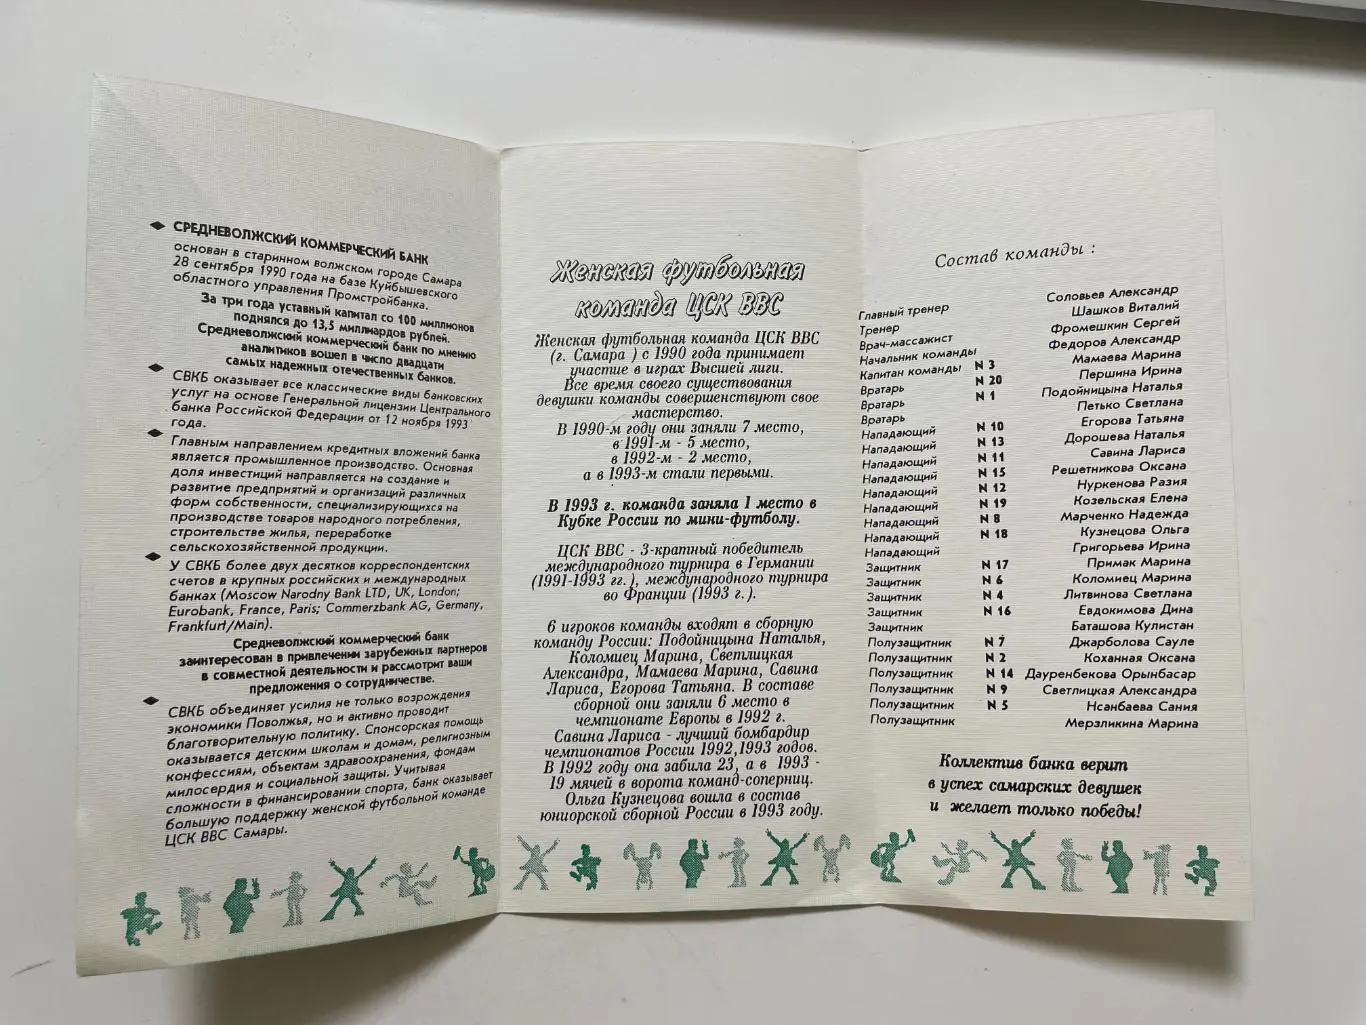 СРЕДНЕВОЛЖСКИЙ КОММЕРЧЕСКИЙ БАНК
основан в старинном волжском городе Самара
28 сентября 1990 года на базе Куйбышевского
областного управления Промстройбанка.
За три года уставный капитал со 100 миллионов
поднялся до 13,5 миллиардов рублей.
Средневолжский коммерческий банк по мнению
аналитиков вошел в число двадцати
самых надежных отечественных банков.
СВКБ оказывает все классические виды банковских
услуг на основе Генеральной лицензии Центрального
банка Российской Федерации от 12 ноября 1993
года.
Главным направлением кредитных вложений банка
является промышленное производство. Основная
доля инвестиций направляется на создание и
развитие предприятий и организаций различных
форм собственности, специализирующихся на
производстве товаров народного потребления,
строительстве жилья, переработке
сельскохозяйственной продукции.
У СВКБ более двух десятков корреспондентских
счетов в крупных российских и международных
банках (Moscow Narodny Bank LTD, UK, London;
Eurobank, France, Paris; Commerzbank AG, Germany,
Frankfurt/Main).
Средневолжский коммерческий банк
заинтересован в привлечении зарубежных партнеров
в совместной деятельности и рассмотрит ваши
предложения о сотрудничестве.
СВКБ объединяет усилия не только возрождения
экономики Поволжья, но и активно проводит
благотворительную политику. Спонсорская помощь
оказывается детским школам и домам, религиозным
конфессиям, объектам здравоохранения, фондам
милосердия и социальной защиты. Учитывая
сложности в финансировании спорта, банк оказывает
большую поддержку женской футбольной команде
ЦСК ВВС Самары.
Женская футбольная
команда ЦСК ВВС
Женская футбольная команда ЦСК ВВС
(г. Самара ) с 1990 года принимает
участие в играх Высшей лиги.
Все время своего существования
девушки команды совершенствуют свое
мастерство.
В 1990-м году они заняли 7 место,
в 1991-м - 5 место,
в 1992-м - 2 место,
а в 1993-м стали первыми.
В 1993 г. команда заняла 1 место в
Кубке России по мини-футболу.
ЦСК ВВС - 3-кратный победитель
международного турнира в Германии
(1991-1993 гг.), международного турнира
во Франции (1993 г.).
6 игроков команды входят в сборную
команду России: Подойницына Наталья,
Коломиец Марина, Светлицкая
Александра, Мамаева Марина, Савина
Лариса, Егорова Татьяна. В составе
сборной они заняли 6 место в
чемпионате Европы в 1992 г.
Савина Лариса - лучший бомбардир
чемпионатов России 1992,1993 годов.
В 1992 году она забила 23, а в 1993 -
19 мячей в ворота команд-соперниц.
Ольга Кузнецова вошла в состав
юниорской сборной России в 1993 году.
Состав команды :
Главный тренер Соловьев Александр
Тренер Шашков Виталий
Врач-массажист Фромешкин Сергей
Начальник команды Федоров Александр
Капитан команды N 3 Мамаева Марина
Вратарь N 20 Першина Ирина
Вратарь N 1 Подойницына Наталья
Вратарь Петько Светлана
Нападающий N 10 Егорова Татьяна
Нападающий N 13 Дорошева Наталья
Нападающий N 11 Савина Лариса
Нападающий N 15 Решетникова Оксана
Нападающий N 12 Нуркенова Разия
Нападающий N 19 Козельская Елена
Нападающий N 8 Марченко Надежда
Нападающий N 18 Кузнецова Ольга
Нападающий Григорьева Ирина
Защитник N 17 Примак Марина
Защитник N 6 Коломиец Марина
Защитник N 4 Литвинова Светлана
Защитник N 16 Евдокимова Дина
Защитник Баташова Кулистан
Полузащитник N 7 Джарболова Сауле
Полузащитник N 2 Коханная Оксана
Полузащитник N 14 Дауренбекова Орынбасар
Полузащитник N 9 Светлицкая Александра
Полузащитник N 5 Нсанбаева Сания
Полузащитник Мерзликина Марина
Коллектив банка верит
в успех самарских девушек
и желает только победы!